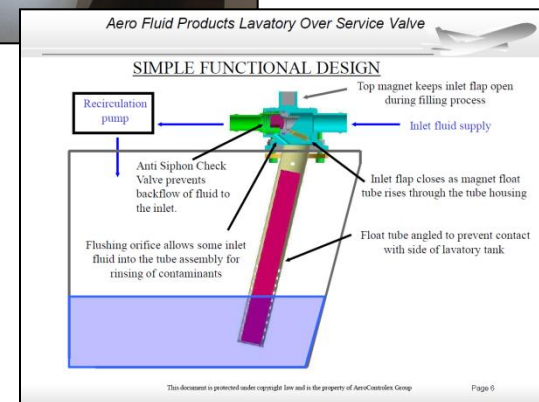 Aero Fluid Products Lavatory Over Service Valve
SIMPLE FUNCTIONAL DESIGN
Top magnet keeps inlet flap open
during filling process
Recirculation
pump
Inlet fluid supply
Anti Siphon Check
Valve prevents
backflow of fluid to
the inlet.
Inlet flap closes as magnet float
tube rises through the tube housing
Flushing orifice allows some inlet
fluid into the tube assembly for
rinsing of contaminants
Float tube angled to prevent contact
with side of lavatory tank
This document is protected under copyright law and is the property of AeroControlex Group
Page 6